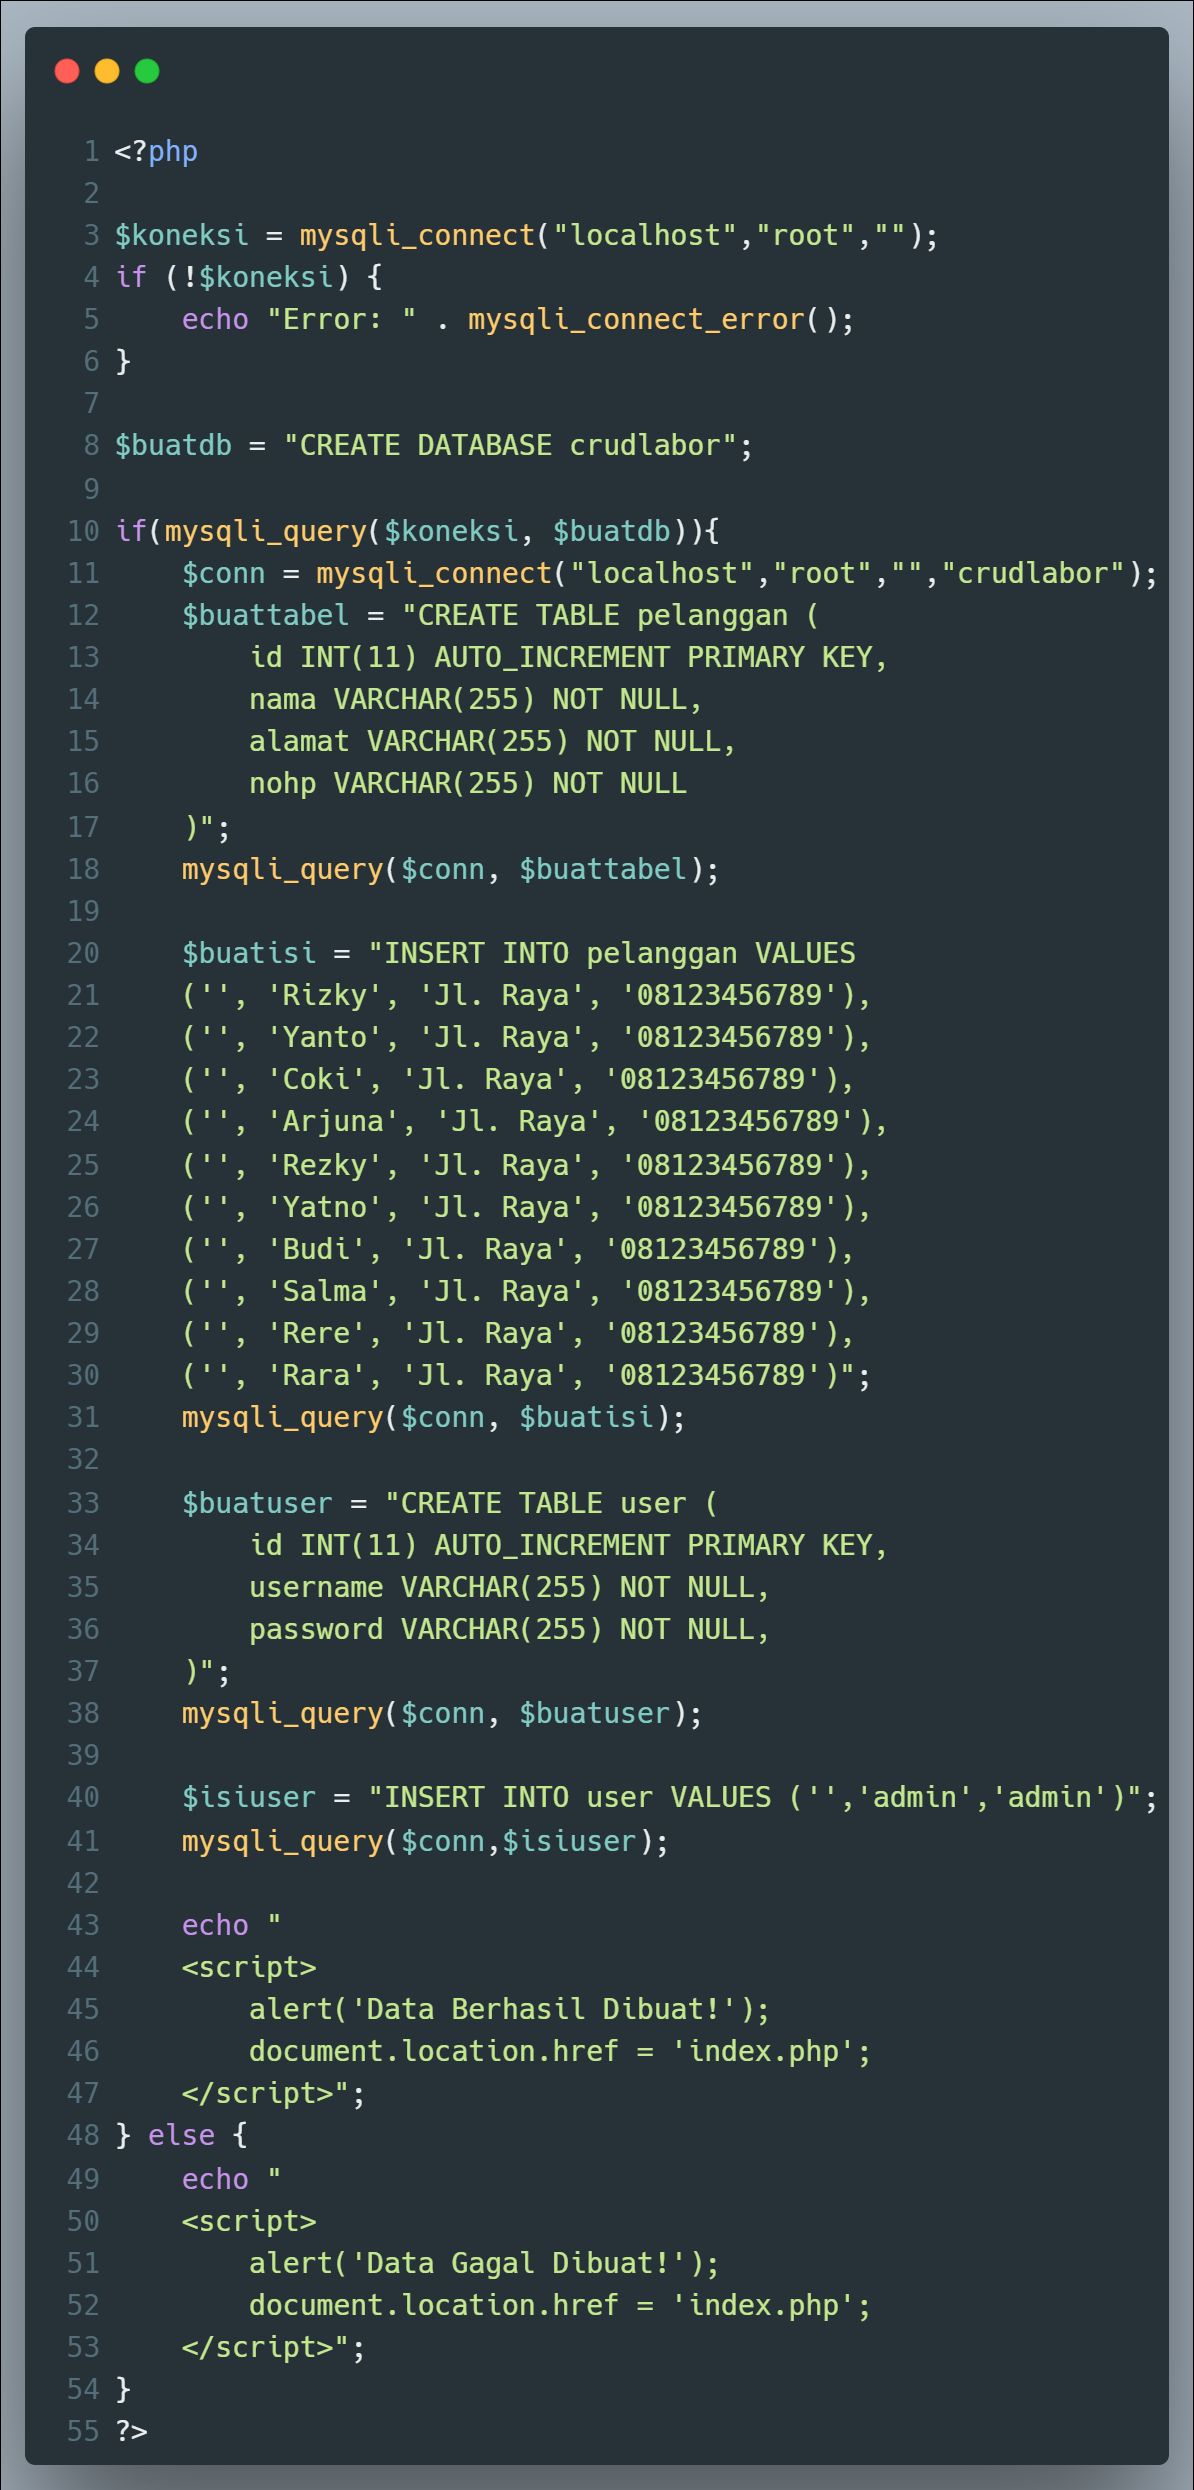 1 <?php
2
3 $koneksi = mysqli_connect("localhost","root","");
4 if (!$koneksi) {
5     echo "Error: " . mysqli_connect_error();
6 }
7
8 $buatdb = "CREATE DATABASE crudlabor";
9
10 if(mysqli_query($koneksi, $buatdb)){
11     $conn = mysqli_connect("localhost","root","","crudlabor");
12     $buattabel = "CREATE TABLE pelanggan (
13         id INT(11) AUTO_INCREMENT PRIMARY KEY,
14         nama VARCHAR(255) NOT NULL,
15         alamat VARCHAR(255) NOT NULL,
16         nohp VARCHAR(255) NOT NULL
17     )";
18     mysqli_query($conn, $buattabel);
19
20     $buatisi = "INSERT INTO pelanggan VALUES
21     ('', 'Rizky', 'Jl. Raya', '08123456789'),
22     ('', 'Yanto', 'Jl. Raya', '08123456789'),
23     ('', 'Coki', 'Jl. Raya', '08123456789'),
24     ('', 'Arjuna', 'Jl. Raya', '08123456789'),
25     ('', 'Rezky', 'Jl. Raya', '08123456789'),
26     ('', 'Yatno', 'Jl. Raya', '08123456789'),
27     ('', 'Budi', 'Jl. Raya', '08123456789'),
28     ('', 'Salma', 'Jl. Raya', '08123456789'),
29     ('', 'Rere', 'Jl. Raya', '08123456789'),
30     ('', 'Rara', 'Jl. Raya', '08123456789')";
31     mysqli_query($conn, $buatisi);
32
33     $buatuser = "CREATE TABLE user (
34         id INT(11) AUTO_INCREMENT PRIMARY KEY,
35         username VARCHAR(255) NOT NULL,
36         password VARCHAR(255) NOT NULL,
37     )";
38     mysqli_query($conn, $buatuser);
39
40     $isiuser = "INSERT INTO user VALUES ('','admin','admin')";
41     mysqli_query($conn,$isiuser);
42
43     echo "
44     <script>
45         alert('Data Berhasil Dibuat!');
46         document.location.href = 'index.php';
47     </script>";
48 } else {
49     echo "
50     <script>
51         alert('Data Gagal Dibuat!');
52         document.location.href = 'index.php';
53     </script>";
54 }
55 ?>